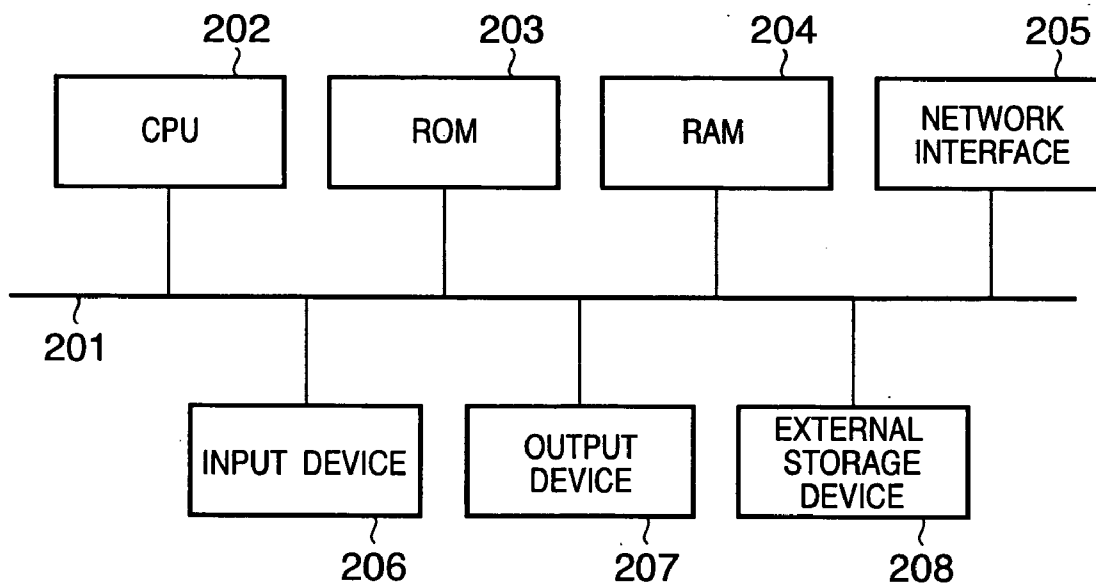 202
203
204
205
CPU
ROM
RAM
NETWORK
INTERFACE
201
INPUT DEVICE
OUTPUT
DEVICE
EXTERNAL
STORAGE
DEVICE
206
207
208